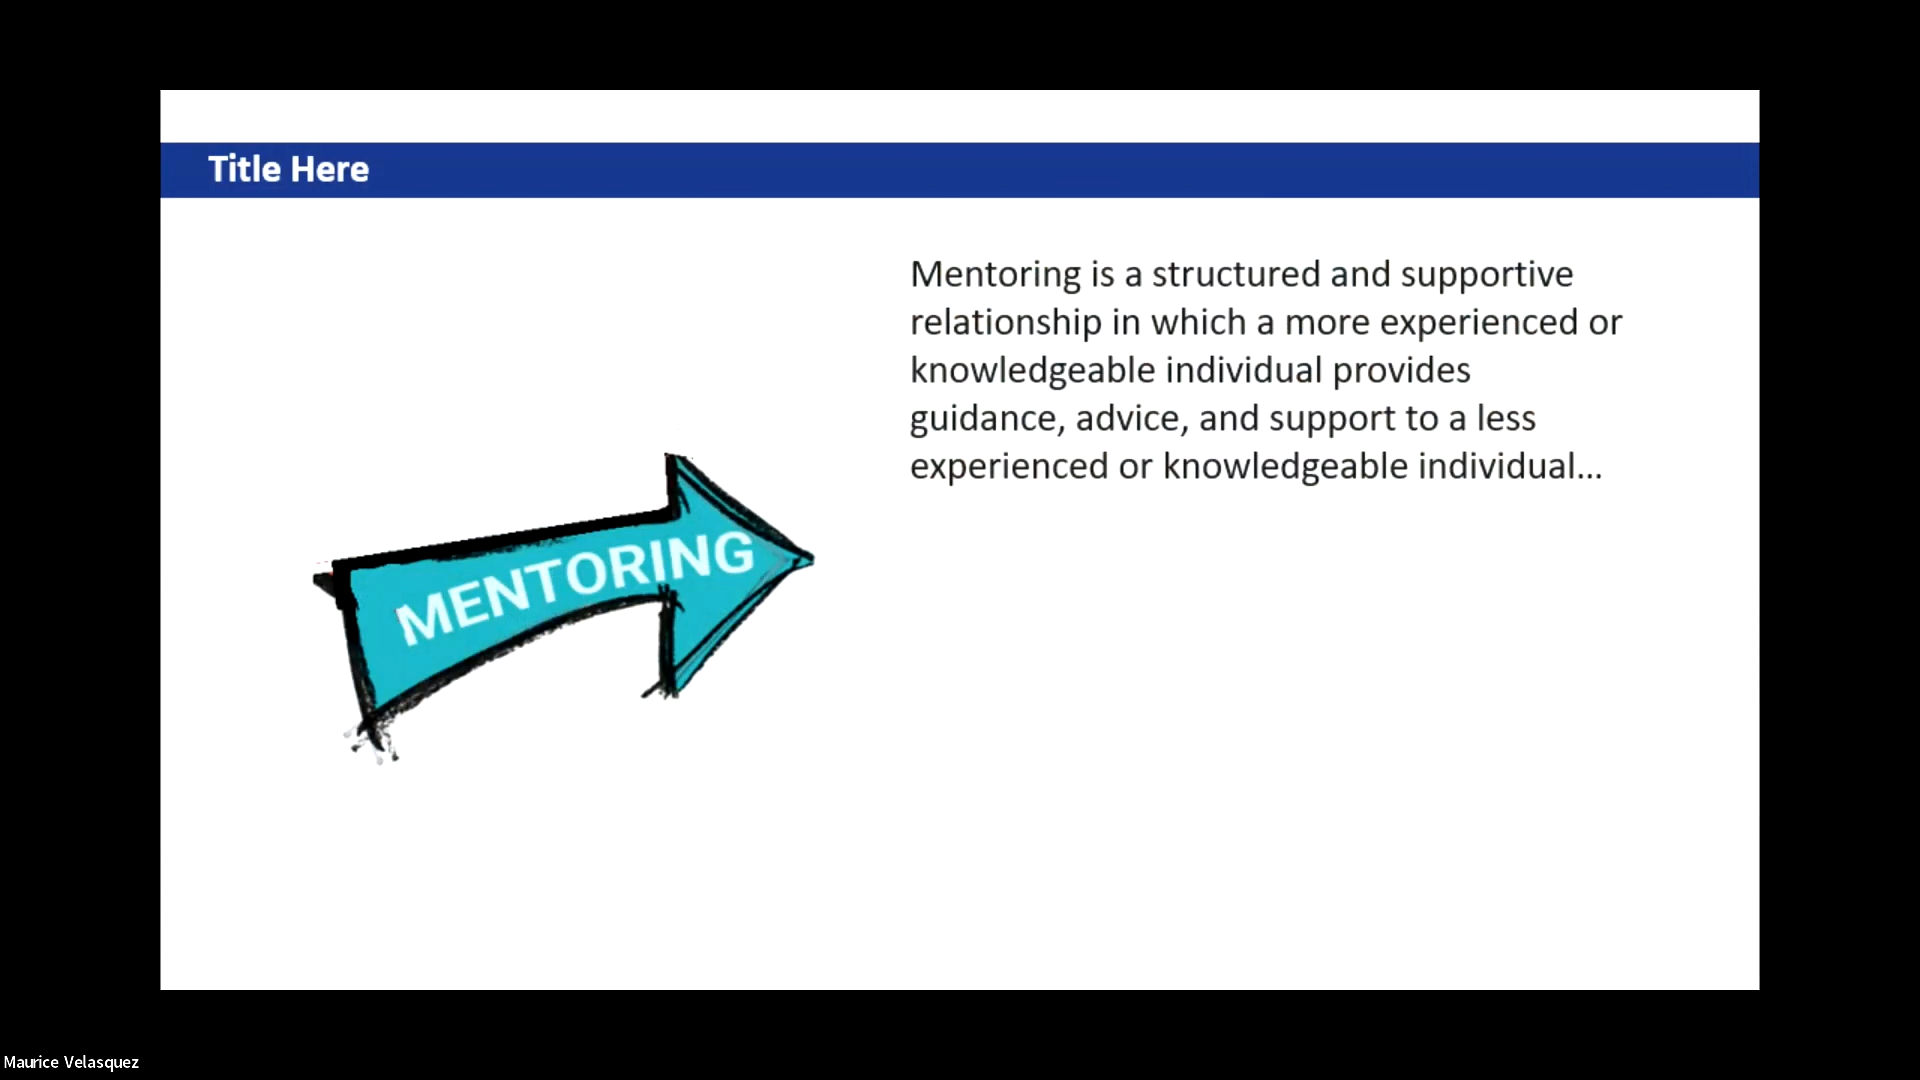 Title Here
Mentoring is a structured and supportive
relationship in which a more experienced or
knowledgeable individual provides
guidance, advice, and support to a less
experienced or knowledgeable individual...
MENTORING
Maurice Velasquez